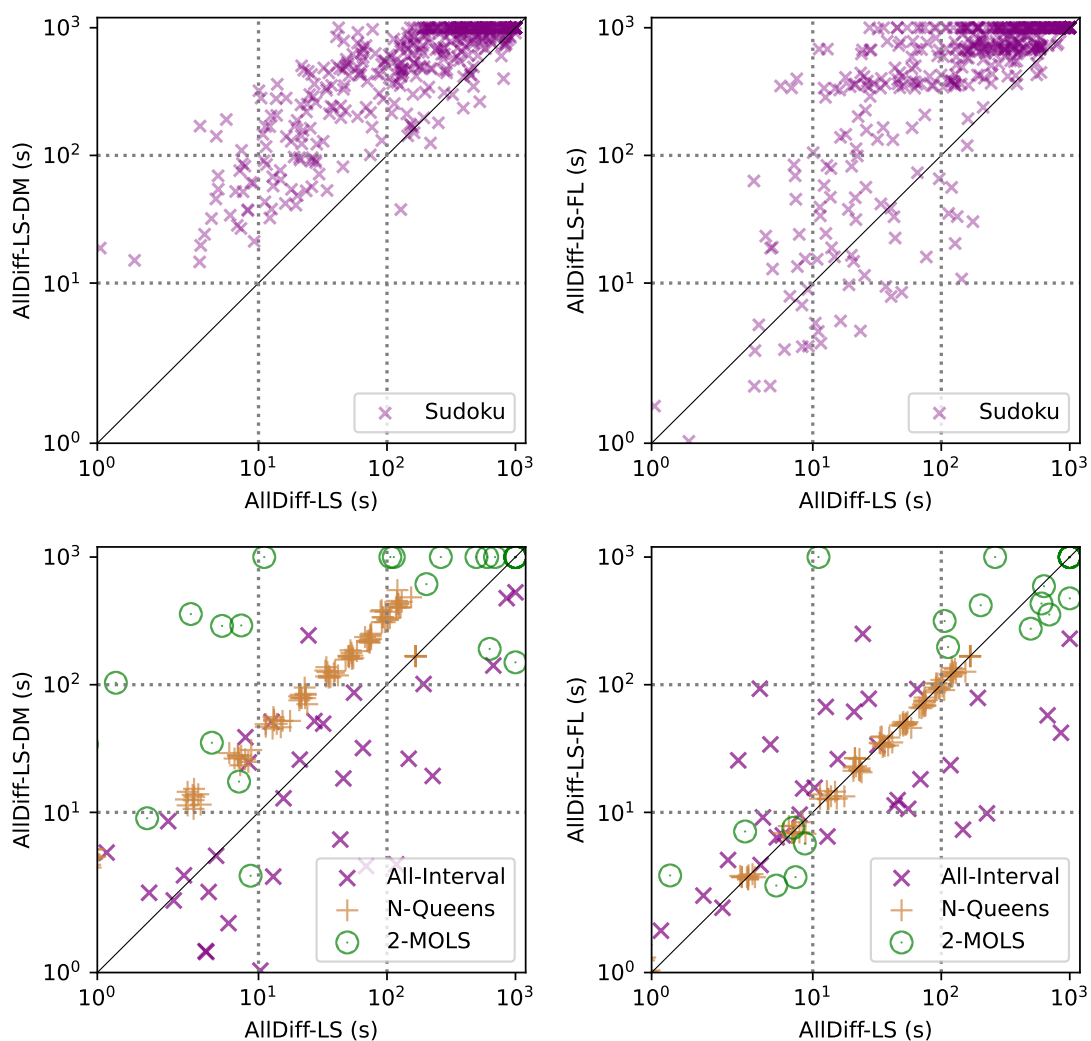 10³
10²
10¹
10⁰
AllDiff-LS-DM (s)
Sudoku
10⁰ 10¹ 10² 10³
AllDiff-LS (s)
10³
10²
10¹
10⁰
AllDiff-LS-FL (s)
Sudoku
10⁰ 10¹ 10² 10³
AllDiff-LS (s)
10³
10²
10¹
10⁰
AllDiff-LS-DM (s)
All-Interval
N-Queens
2-MOLS
10⁰ 10¹ 10² 10³
AllDiff-LS (s)
10³
10²
10¹
10⁰
AllDiff-LS-FL (s)
All-Interval
N-Queens
2-MOLS
10⁰ 10¹ 10² 10³
AllDiff-LS (s)